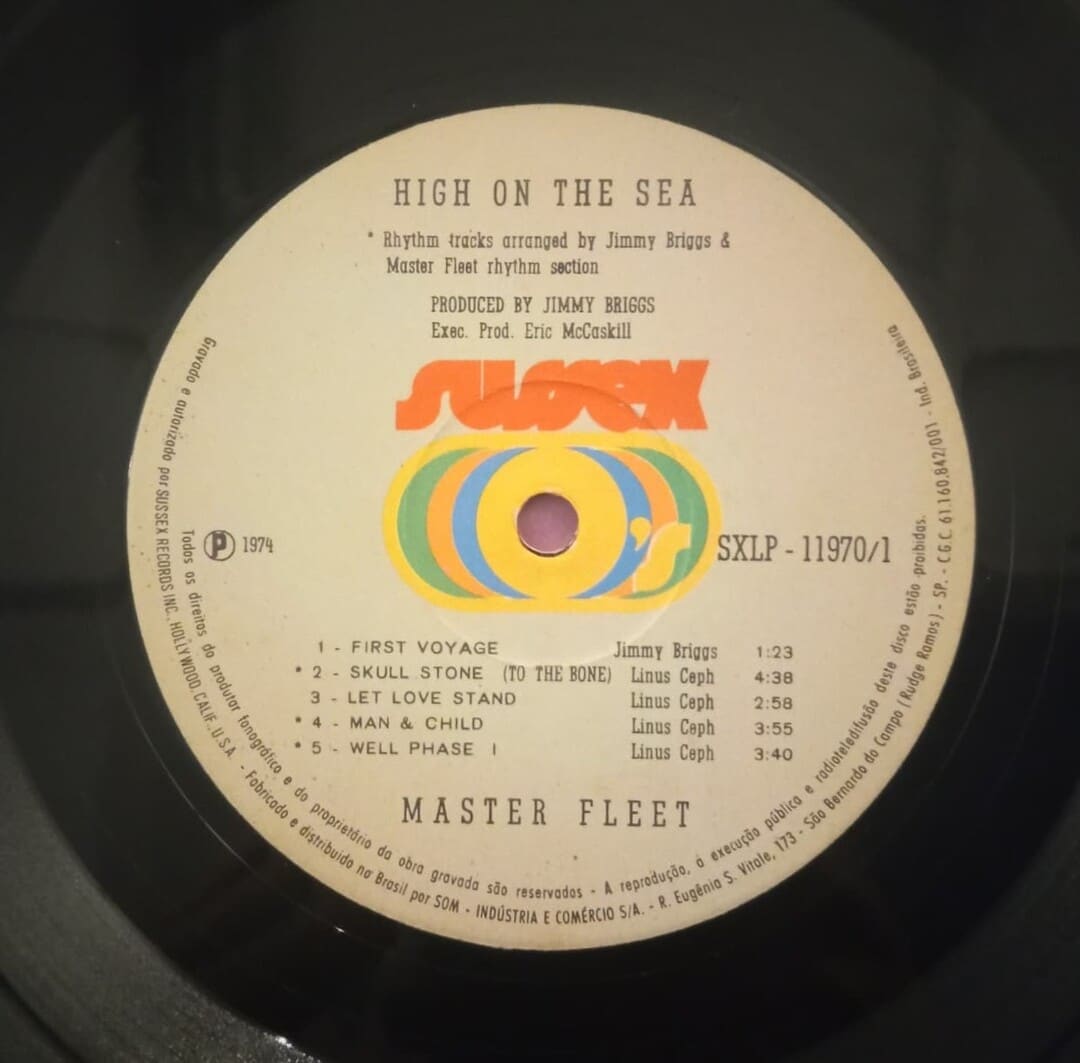 HIGH ON THE SEA
* Rhythm tracks arranged by Jimmy Briggs &
Master Fleet rhythm section
PRODUCED BY JIMMY BRIGGS
Exec. Prod. Eric McCaskill
SUSSEX
's
℗ 1974
SXLP - 11970/1
1 - FIRST VOYAGE Jimmy Briggs 1:23
* 2 - SKULL STONE (TO THE BONE) Linus Ceph 4:38
3 - LET LOVE STAND Linus Ceph 2:58
* 4 - MAN & CHILD Linus Ceph 3:55
* 5 - WELL PHASE I Linus Ceph 3:40
MASTER FLEET
Gravado e autorizado por SUSSEX RECORDS INC., HOLLYWOOD, CALIF., U.S.A. - Fabricado e distribuido no Brasil por SOM - INDÚSTRIA E COMÉRCIO S/A. - R. Eugênia S. Vitale, 173 - São Bernardo do Campo (Rudge Ramos) - SP. - C.G.C. 61.160.842/001 - Ind. Brasileira
Todos os direitos do produtor fonográfico e do proprietário da obra gravada são reservados - A reprodução, a execução pública e radioteledifusão deste disco estão proibidas.